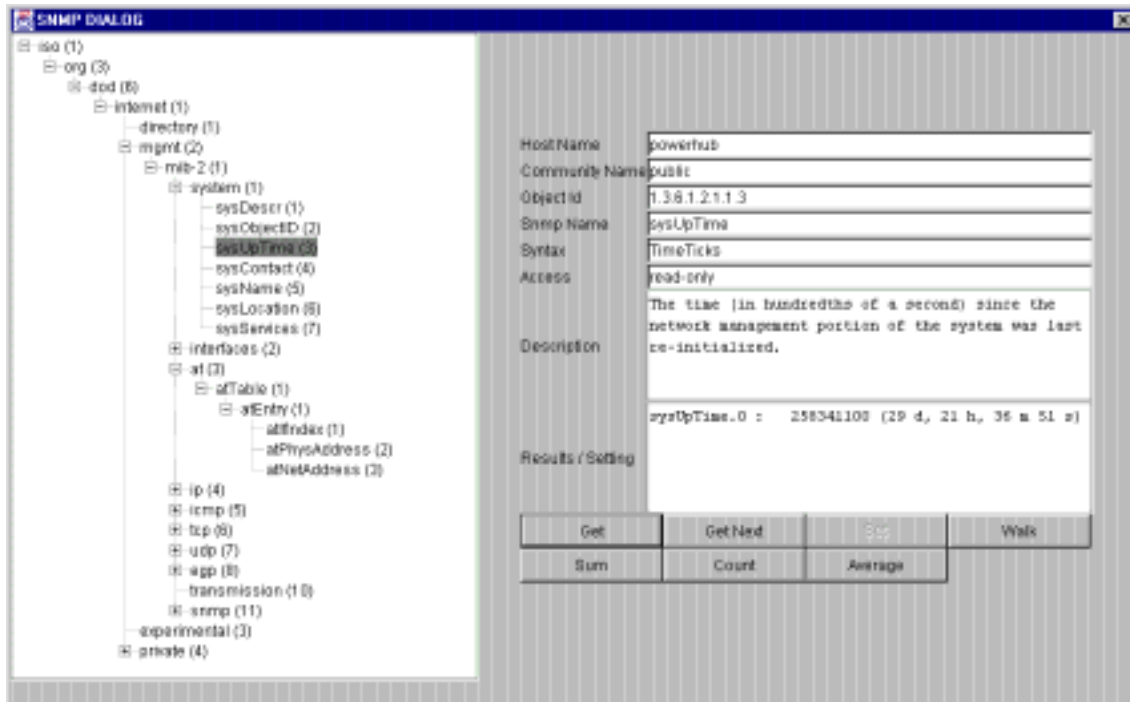 SNMP DIALOG
iso (1)
org (3)
dod (6)
internet (1)
directory (1)
mgmt (2)
mib-2 (1)
system (1)
sysDescr (1)
sysObjectID (2)
sysUpTime (3)
sysContact (4)
sysName (5)
sysLocation (6)
sysServices (7)
interfaces (2)
at (3)
atTable (1)
atEntry (1)
atIfIndex (1)
atPhysAddress (2)
atNetAddress (3)
ip (4)
icmp (5)
tcp (6)
udp (7)
egp (8)
transmission (10)
snmp (11)
experimental (3)
private (4)
Host Name powerhub
Community Name public
Object Id 1.3.6.1.2.1.1.3
Snmp Name sysUpTime
Syntax TimeTicks
Access read-only
Description
The time (in hundredths of a second) since the
network management portion of the system was last
re-initialized.
Results / Setting
sysUpTime.0 : 258341100 (29 d, 21 h, 36 m 51 s)
Get Get Next Set Walk
Sum Count Average